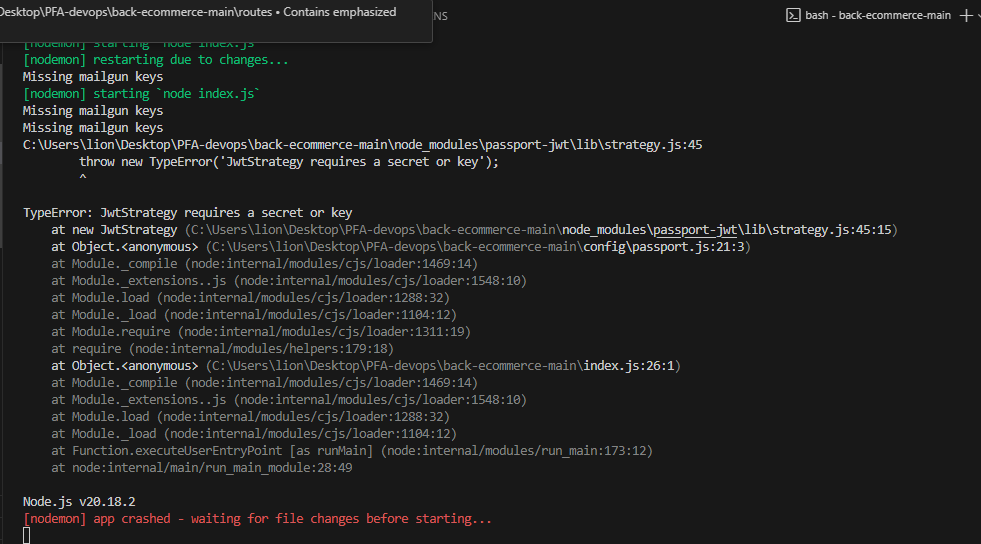 Desktop\PFA-devops\back-ecommerce-main\routes • Contains emphasized
NS
bash - back-ecommerce-main
[nodemon] starting `node index.js`
[nodemon] restarting due to changes...
Missing mailgun keys
[nodemon] starting `node index.js`
Missing mailgun keys
Missing mailgun keys
C:\Users\lion\Desktop\PFA-devops\back-ecommerce-main\node_modules\passport-jwt\lib\strategy.js:45
        throw new TypeError('JwtStrategy requires a secret or key');
        ^
TypeError: JwtStrategy requires a secret or key
    at new JwtStrategy (C:\Users\lion\Desktop\PFA-devops\back-ecommerce-main\node_modules\passport-jwt\lib\strategy.js:45:15)
    at Object.<anonymous> (C:\Users\lion\Desktop\PFA-devops\back-ecommerce-main\config\passport.js:21:3)
    at Module._compile (node:internal/modules/cjs/loader:1469:14)
    at Module._extensions..js (node:internal/modules/cjs/loader:1548:10)
    at Module.load (node:internal/modules/cjs/loader:1288:32)
    at Module._load (node:internal/modules/cjs/loader:1104:12)
    at Module.require (node:internal/modules/cjs/loader:1311:19)
    at require (node:internal/modules/helpers:179:18)
    at Object.<anonymous> (C:\Users\lion\Desktop\PFA-devops\back-ecommerce-main\index.js:26:1)
    at Module._compile (node:internal/modules/cjs/loader:1469:14)
    at Module._extensions..js (node:internal/modules/cjs/loader:1548:10)
    at Module.load (node:internal/modules/cjs/loader:1288:32)
    at Module._load (node:internal/modules/cjs/loader:1104:12)
    at Function.executeUserEntryPoint [as runMain] (node:internal/modules/run_main:173:12)
    at node:internal/main/run_main_module:28:49
Node.js v20.18.2
[nodemon] app crashed - waiting for file changes before starting...